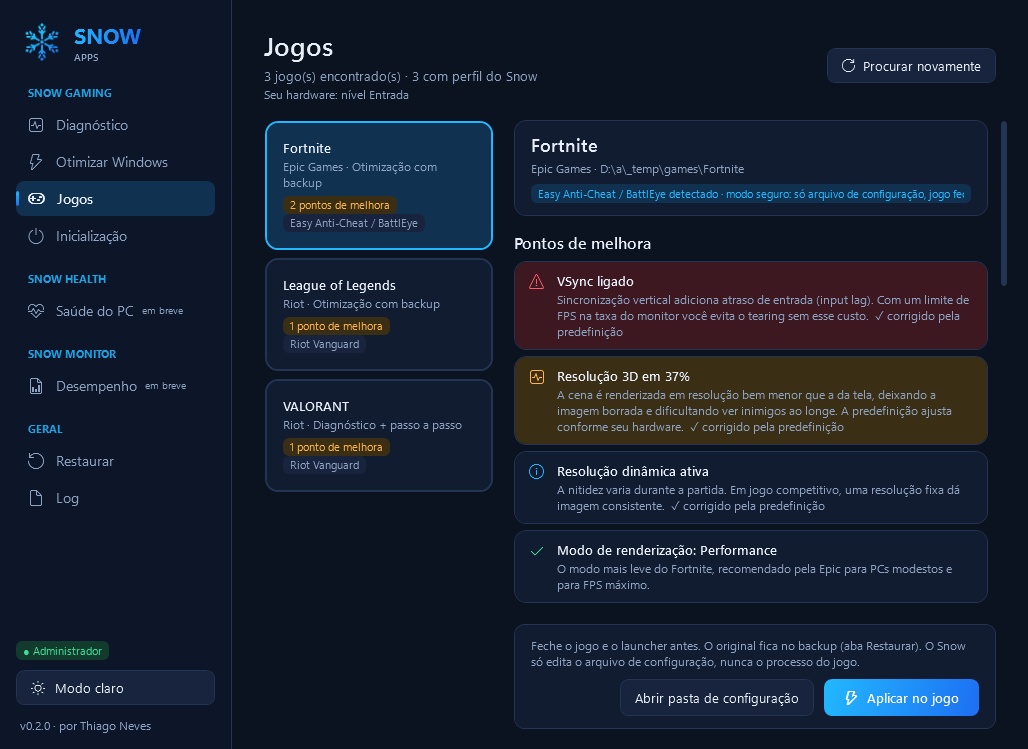 SNOW
APPS
SNOW GAMING
Diagnóstico
Otimizar Windows
Jogos
Inicialização
SNOW HEALTH
Saúde do PC em breve
SNOW MONITOR
Desempenho em breve
GERAL
Restaurar
Log
● Administrador
Modo claro
v0.2.0 · por Thiago Neves
Jogos
3 jogo(s) encontrado(s) · 3 com perfil do Snow
Seu hardware: nível Entrada
Procurar novamente
Fortnite
Epic Games · Otimização com
backup
2 pontos de melhora
Easy Anti-Cheat / BattlEye
League of Legends
Riot · Otimização com backup
1 ponto de melhora
Riot Vanguard
VALORANT
Riot · Diagnóstico + passo a passo
1 ponto de melhora
Riot Vanguard
Fortnite
Epic Games · D:\a\_temp\games\Fortnite
Easy Anti-Cheat / BattlEye detectado · modo seguro: só arquivo de configuração, jogo fec
Pontos de melhora
VSync ligado
Sincronização vertical adiciona atraso de entrada (input lag). Com um limite de
FPS na taxa do monitor você evita o tearing sem esse custo. ✓ corrigido pela
predefinição
Resolução 3D em 37%
A cena é renderizada em resolução bem menor que a da tela, deixando a
imagem borrada e dificultando ver inimigos ao longe. A predefinição ajusta
conforme seu hardware. ✓ corrigido pela predefinição
Resolução dinâmica ativa
A nitidez varia durante a partida. Em jogo competitivo, uma resolução fixa dá
imagem consistente. ✓ corrigido pela predefinição
Modo de renderização: Performance
O modo mais leve do Fortnite, recomendado pela Epic para PCs modestos e
para FPS máximo.
Feche o jogo e o launcher antes. O original fica no backup (aba Restaurar). O Snow
só edita o arquivo de configuração, nunca o processo do jogo.
Abrir pasta de configuração
Aplicar no jogo